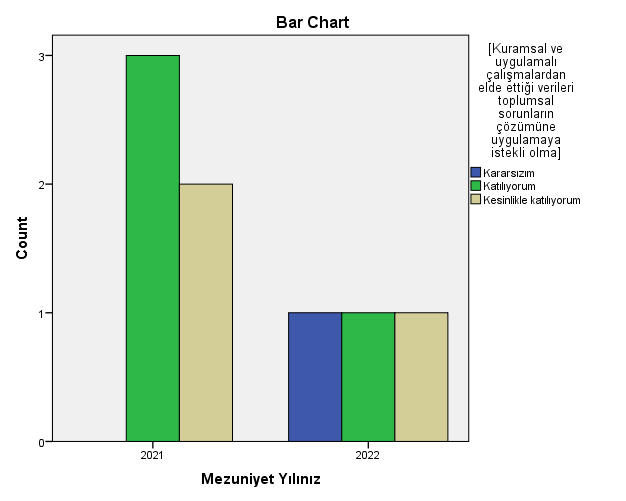 Bar Chart
[Kuramsal ve
uygulamalı
çalışmalardan
elde ettiği verileri
toplumsal
sorunların
çözümüne
uygulamaya
istekli olma]
Kararsızım
Katılıyorum
Kesinlikle katılıyorum
Count
3
2
1
0
2021
2022
Mezuniyet Yılınız